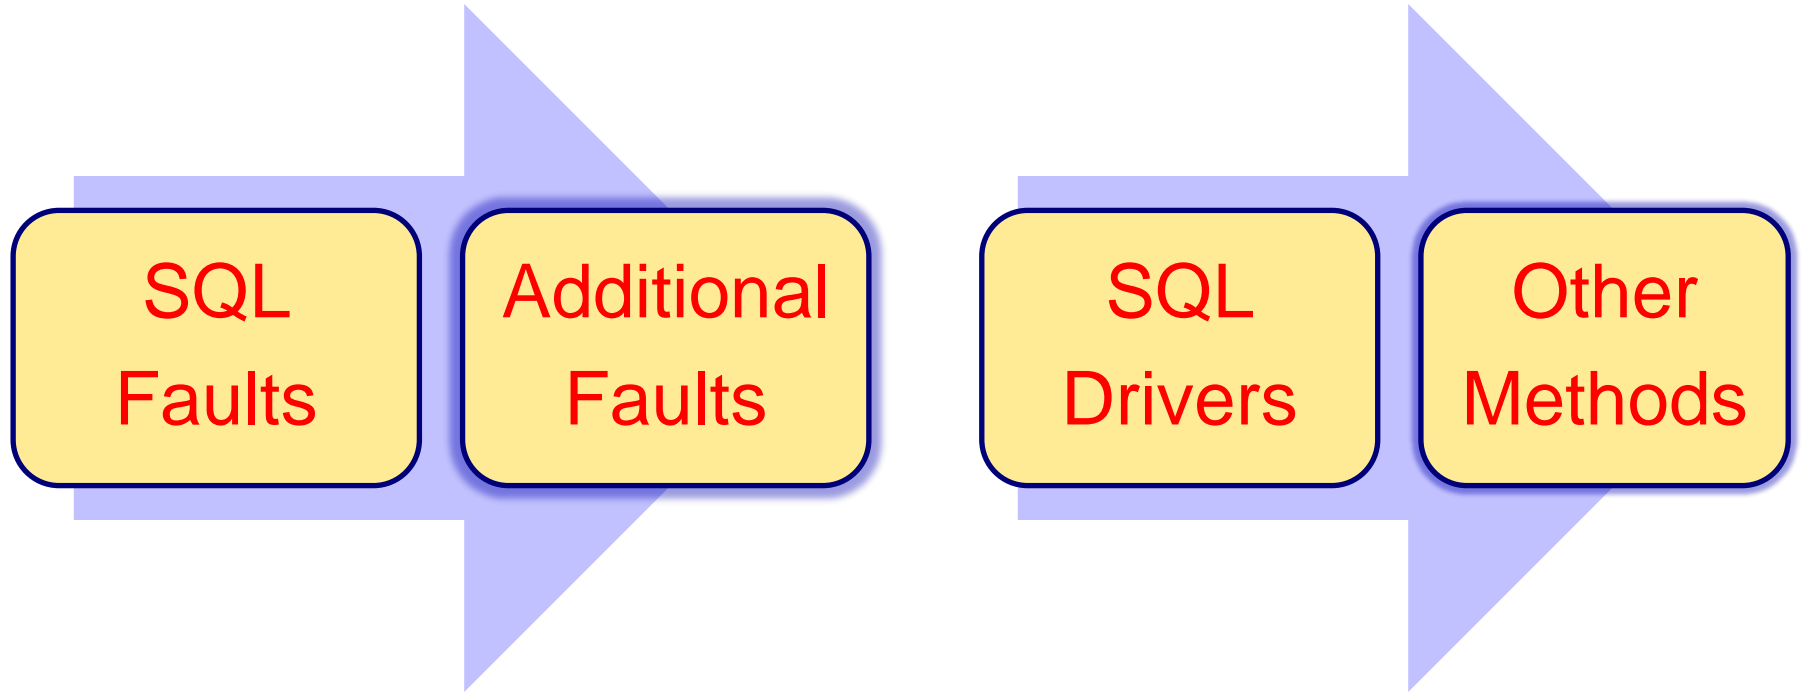 SQL
Faults
Additional
Faults
SQL
Drivers
Other
Methods